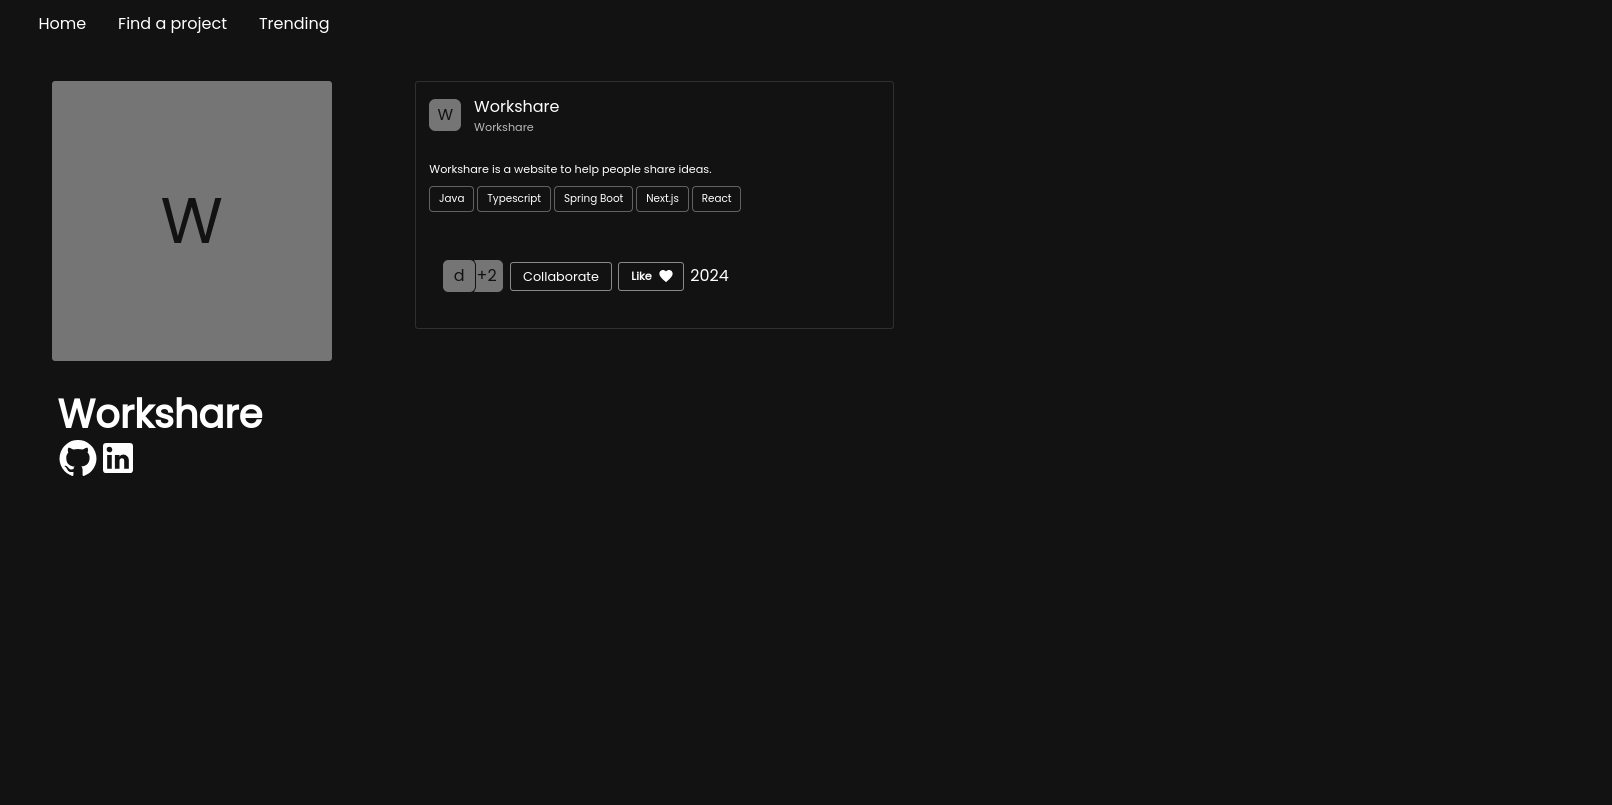 Home Find a project Trending
W
Workshare
W
Workshare
Workshare
Workshare is a website to help people share ideas.
Java Typescript Spring Boot Next.js React
d +2 Collaborate Like 2024